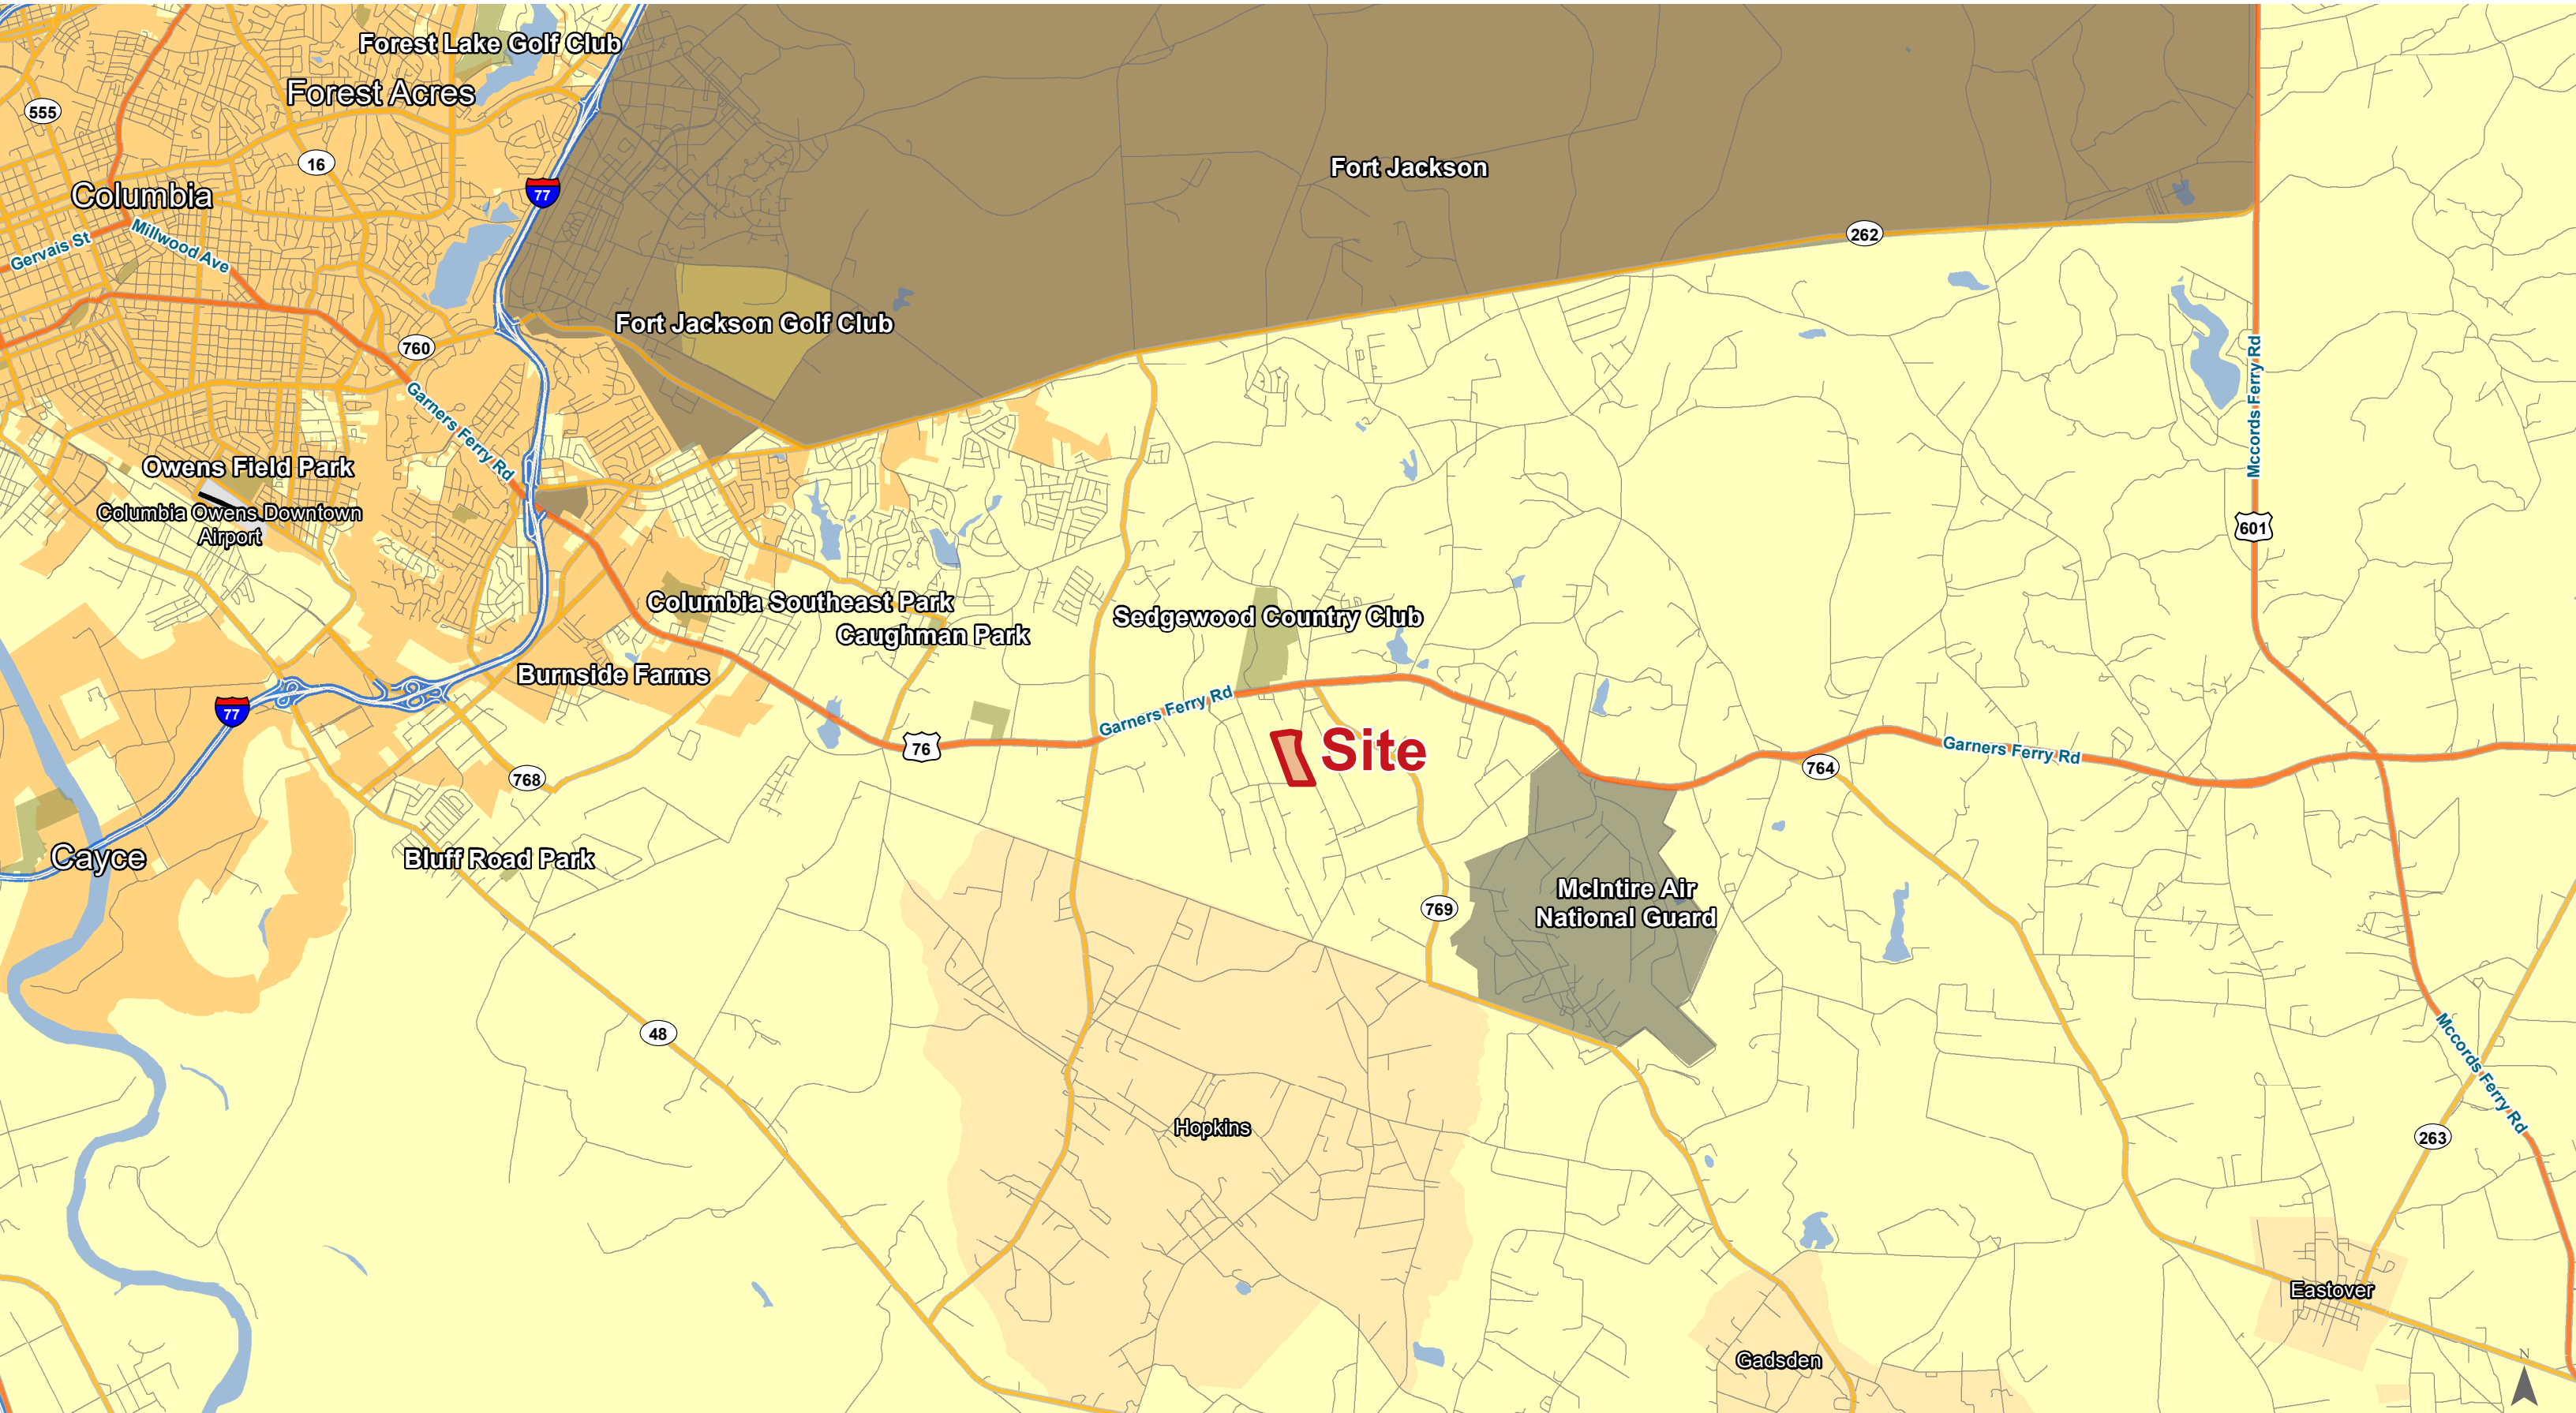 Forest Lake Golf Club
Forest Acres
555
16
Columbia
77
Fort Jackson
262
Gervais St
Millwood Ave
Fort Jackson Golf Club
760
Garners Ferry Rd
Mccords Ferry Rd
Owens Field Park
Columbia Owens Downtown
Airport
601
Columbia Southeast Park
Caughman Park
Sedgewood Country Club
Burnside Farms
77
Garners Ferry Rd
76
Site
Garners Ferry Rd
764
768
Cayce
Bluff Road Park
McIntire Air
National Guard
769
48
Mccords Ferry Rd
Hopkins
263
Eastover
Gadsden
N